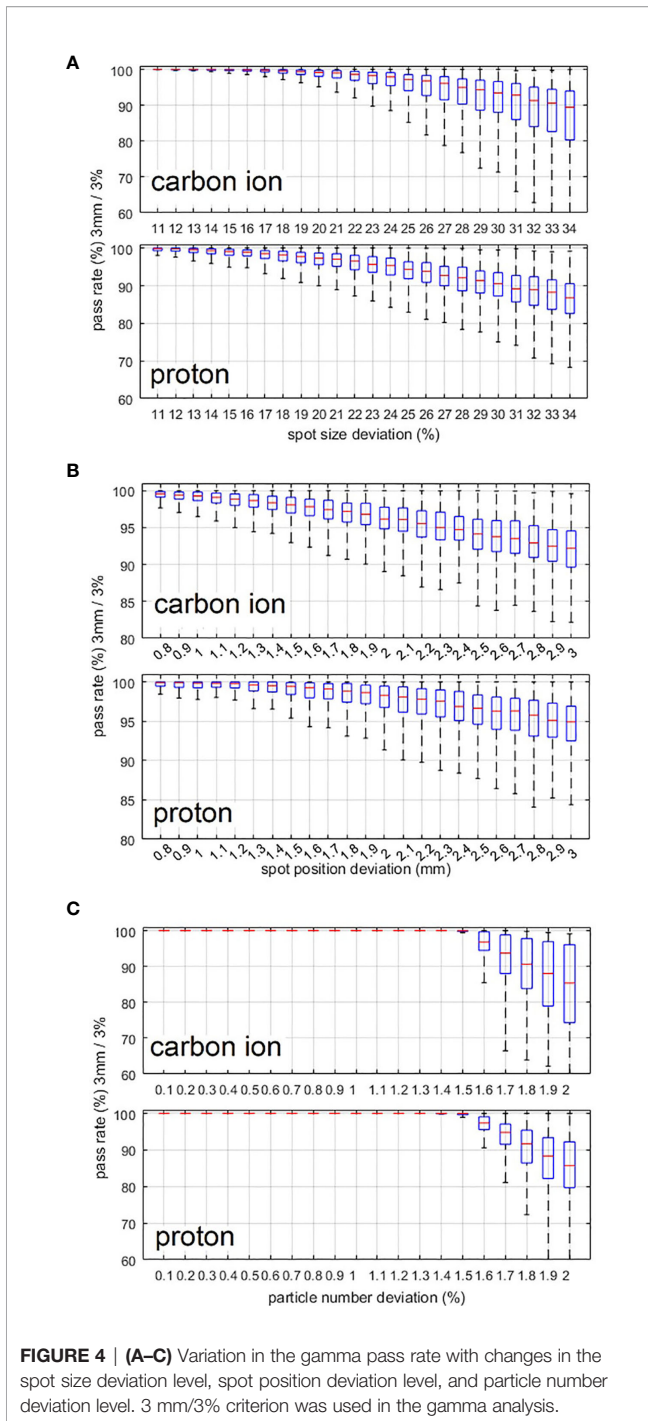 A
pass rate (%) 3mm / 3%
100
90
80
70
60
carbon ion
11 12 13 14 15 16 17 18 19 20 21 22 23 24 25 26 27 28 29 30 31 32 33 34
100
90
80
70
60
proton
11 12 13 14 15 16 17 18 19 20 21 22 23 24 25 26 27 28 29 30 31 32 33 34
spot size deviation (%)
B
pass rate (%) 3mm / 3%
100
95
90
85
80
carbon ion
0.8 0.9 1 1.1 1.2 1.3 1.4 1.5 1.6 1.7 1.8 1.9 2 2.1 2.2 2.3 2.4 2.5 2.6 2.7 2.8 2.9 3
100
95
90
85
80
proton
0.8 0.9 1 1.1 1.2 1.3 1.4 1.5 1.6 1.7 1.8 1.9 2 2.1 2.2 2.3 2.4 2.5 2.6 2.7 2.8 2.9 3
spot position deviation (mm)
C
pass rate (%) 3mm / 3%
100
90
80
70
60
carbon ion
0.1 0.2 0.3 0.4 0.5 0.6 0.7 0.8 0.9 1 1.1 1.2 1.3 1.4 1.5 1.6 1.7 1.8 1.9 2
100
90
80
70
60
proton
0.1 0.2 0.3 0.4 0.5 0.6 0.7 0.8 0.9 1 1.1 1.2 1.3 1.4 1.5 1.6 1.7 1.8 1.9 2
particle number deviation (%)
FIGURE 4 | (A–C) Variation in the gamma pass rate with changes in the
spot size deviation level, spot position deviation level, and particle number
deviation level. 3 mm/3% criterion was used in the gamma analysis.